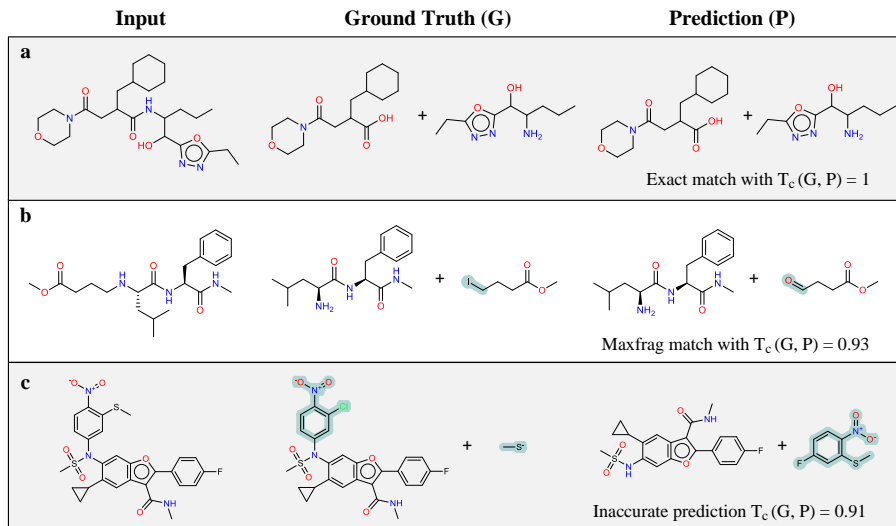 Input Ground Truth (G) Prediction (P)
a
+ +
Exact match with Tc (G, P) = 1
b
+ +
Maxfrag match with Tc (G, P) = 0.93
c
+ +
Inaccurate prediction Tc (G, P) = 0.91